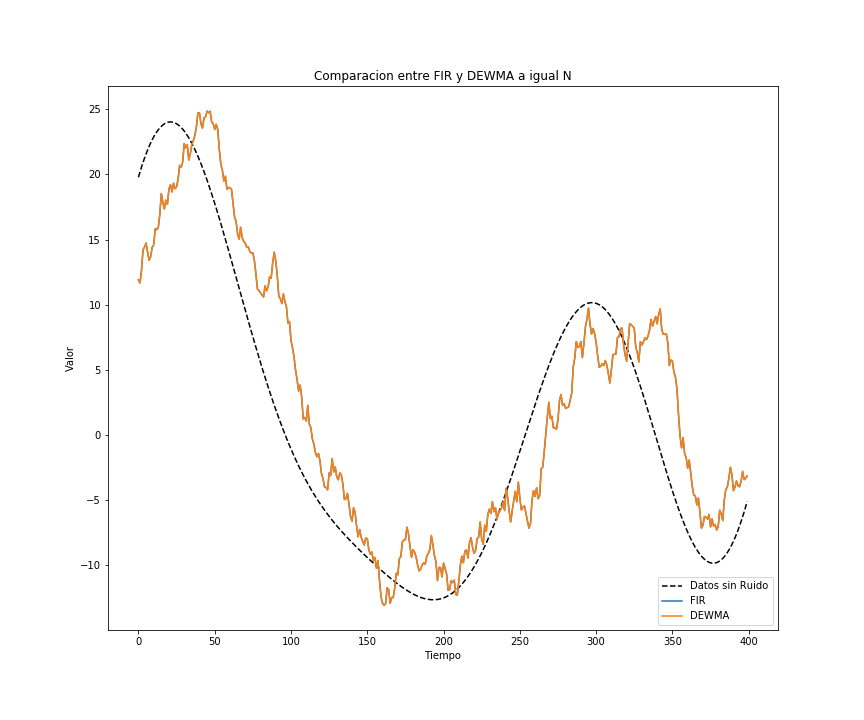 Comparacion entre FIR y DEWMA a igual N
25
20
15
10
5
0
−5
−10
Valor
0 50 100 150 200 250 300 350 400
Tiempo
Datos sin Ruido
FIR
DEWMA